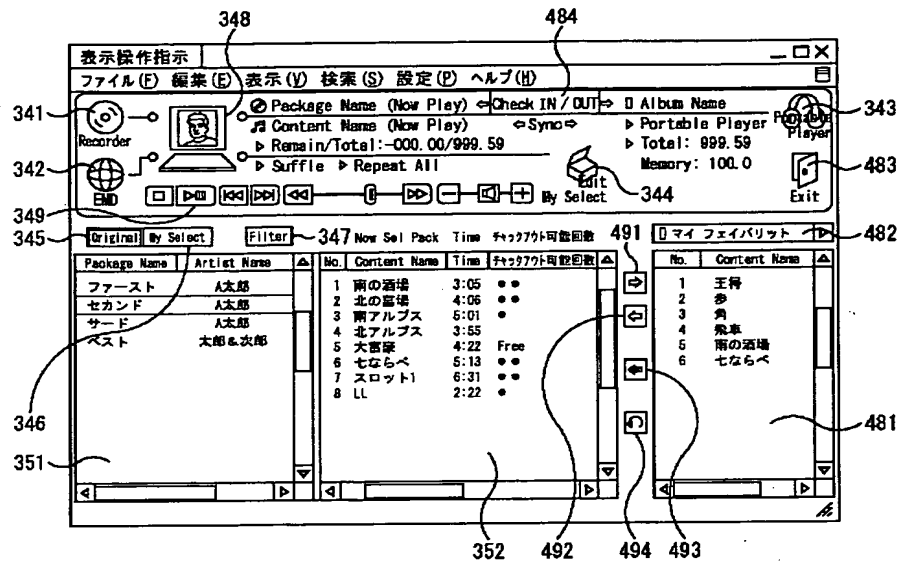 348 484
表示操作指示
ファイル(F) 編集(E) 表示(V) 検索(S) 設定(P) ヘルプ(H)
341 Recorder
342 EMD
349
Package Name (Now Play) ⇦Check IN / OUT⇨ Album Name
Content Name (Now Play) ⇦Sync⇨ Portable Player
Remain/Total:-000.00/999.59 Total: 999.59
Suffle Repeat All Memory: 100.0
Edit
My Select
344
Portable Player 343
Exit 483
345 Original My Select Filter 347 Now Sel Pack Time チャックアウト可能回数 491 マイ フェイバリット 482
Package Name Artist Name
ファースト A太郎
セカンド A太郎
サード A太郎
ベスト 太郎&次郎
346
351
No. Content Name Time チャックアウト可能回数
1 南の酒場 3:05 ●●
2 北の宴場 4:06 ●●
3 南アルプス 5:01 ●
4 北アルプス 3:55
5 大富豪 4:22 Free
6 七ならべ 5:13 ●●
7 スロット1 6:31 ●●
8 LL 2:22 ●
No. Content Name
1 王将
2 歩
3 角
4 飛車
5 南の酒場
6 七ならべ
481
352 492 494 493